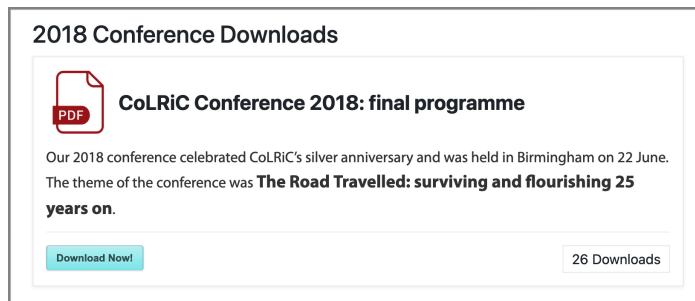 2018 Conference Downloads
PDF
CoLRiC Conference 2018: final programme
Our 2018 conference celebrated CoLRiC’s silver anniversary and was held in Birmingham on 22 June.
The theme of the conference was The Road Travelled: surviving and flourishing 25
years on.
Download Now!
26 Downloads